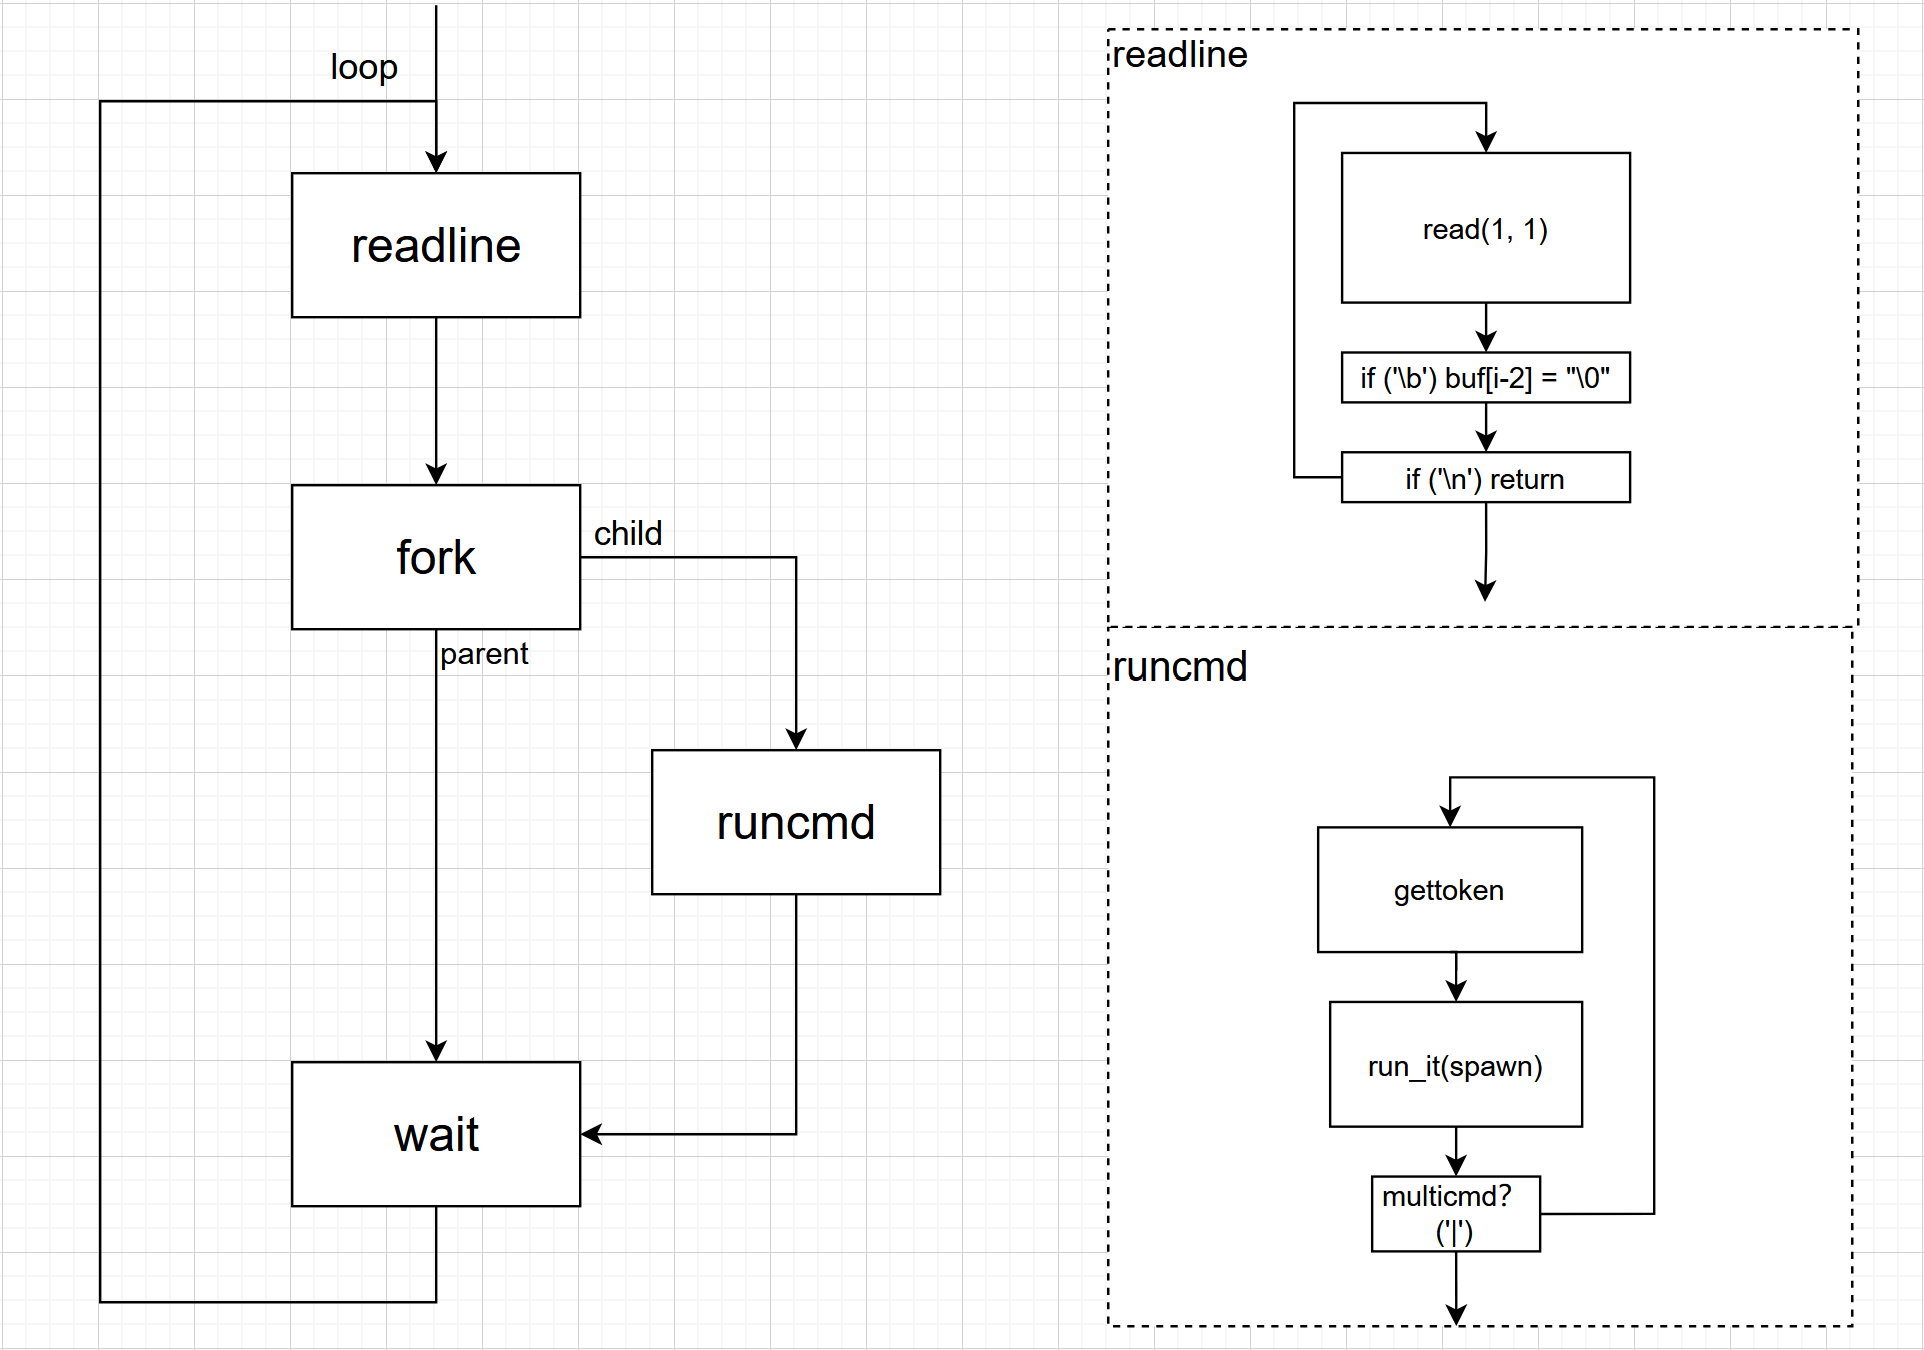 loop
readline
fork
child
parent
runcmd
wait
readline
read(1, 1)
if ('\b') buf[i-2] = "\0"
if ('\n') return
runcmd
gettoken
run_it(spawn)
multicmd?
('|')